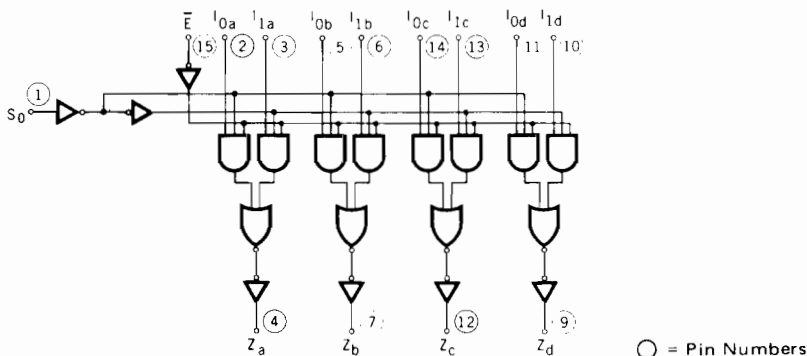 E I0a I1a I0b I1b I0c I1c I0d I1d
15 2 3 5 6 14 13 11 10
1
S0
4 7 12 9
Za Zb Zc Zd
= Pin Numbers